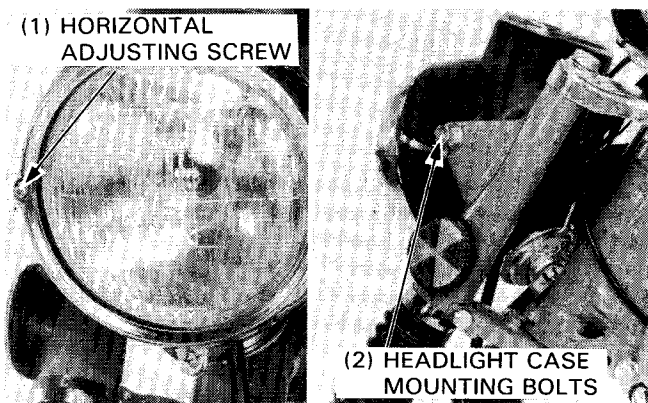 (1) HORIZONTAL
ADJUSTING SCREW
(2) HEADLIGHT CASE
MOUNTING BOLTS